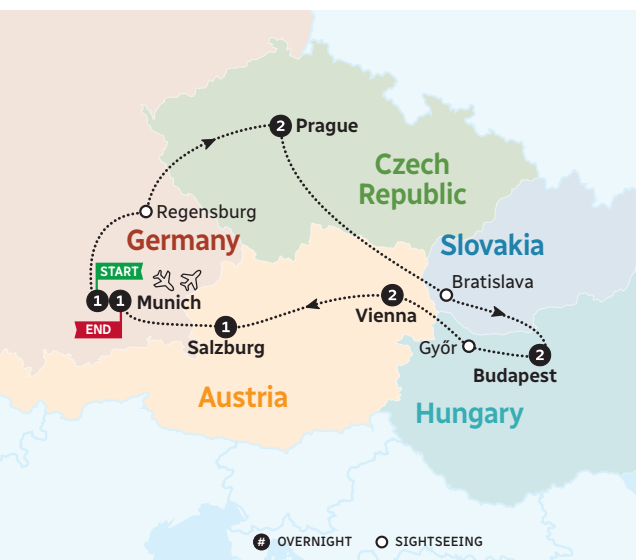 2 Prague
Czech
Republic
Regensburg
Germany
Slovakia
START
Bratislava
1 1 Munich
2
Vienna
END
1
Salzburg
Győr
2
Budapest
Austria
Hungary
# OVERNIGHT SIGHTSEEING